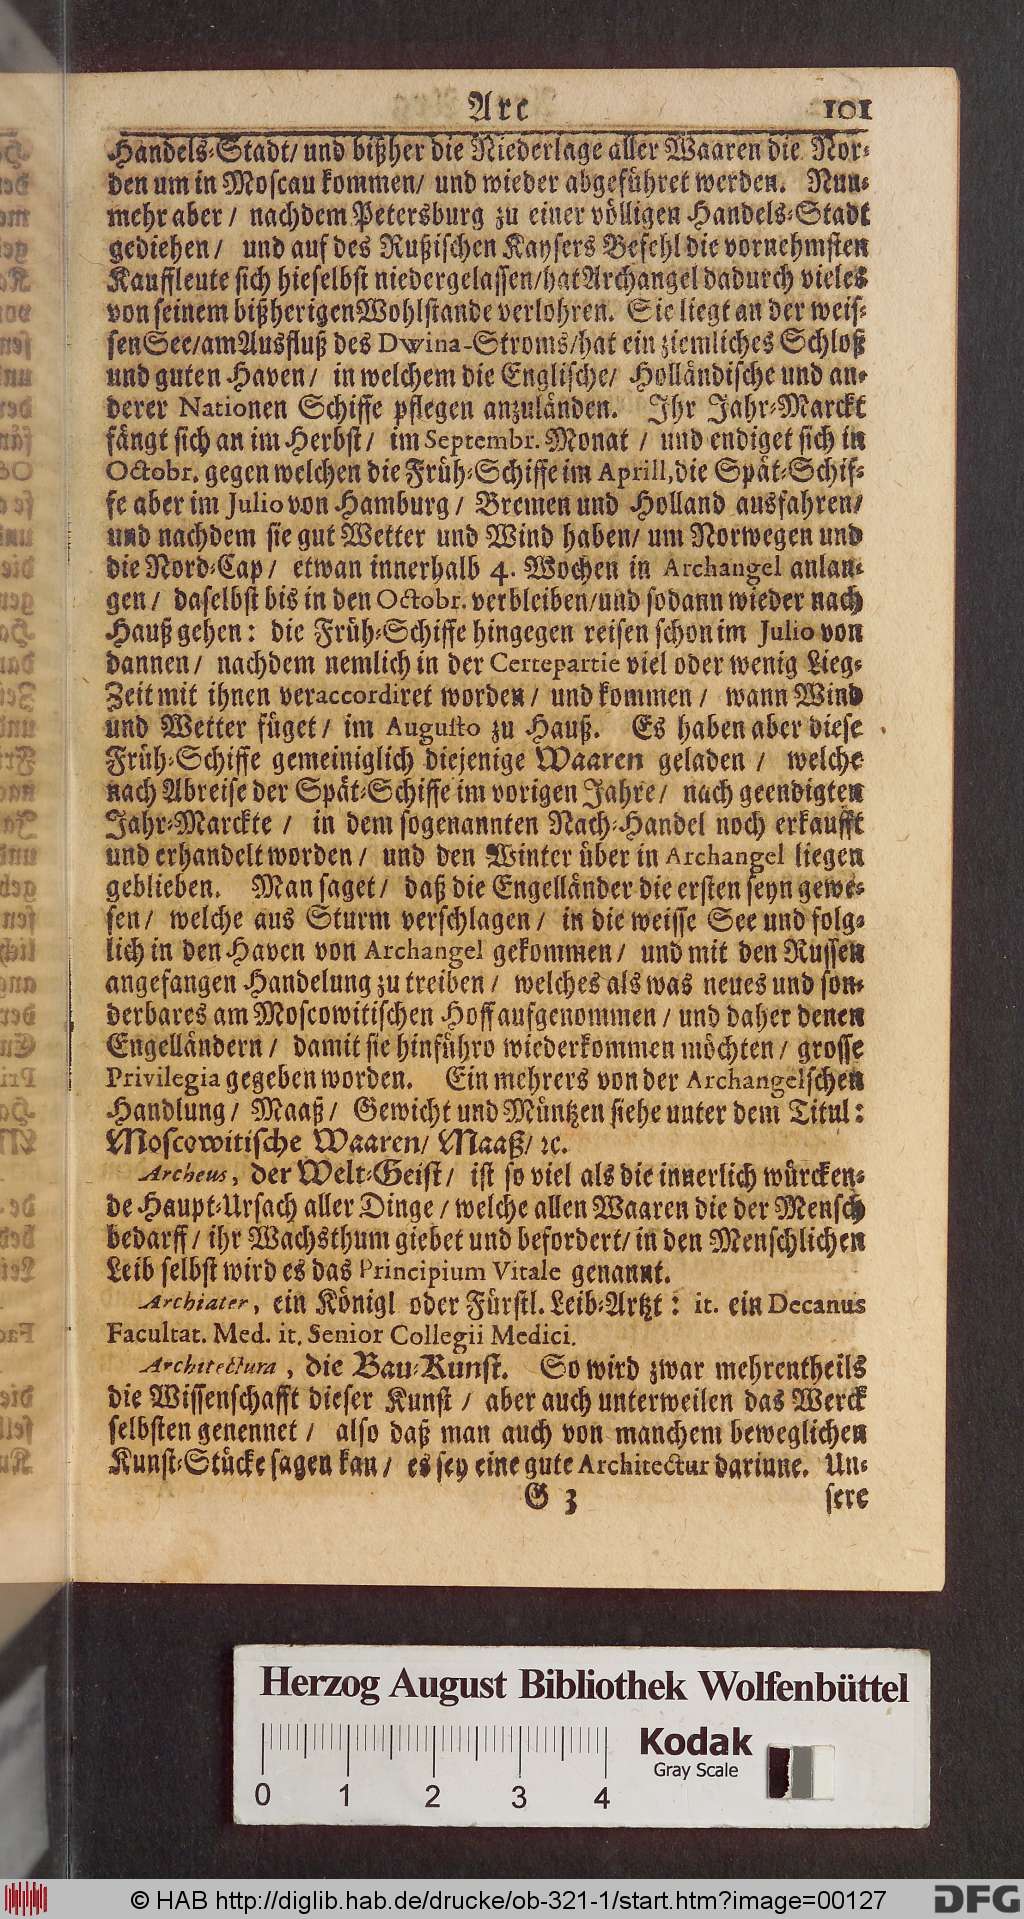 Arc 101
Handels-Stadt/ und bißher die Niederlage aller Waaren die Nor-
den um in Moscau kommen/ und wieder abgeführet werden. Nun-
mehr aber / nachdem Petersburg zu einer völligen Handels-Stadt
gediehen / und auf des Rußischen Kaysers Befehl die vornehmsten
Kauffleute sich hieselbst niedergelassen/hat Archangel dadurch vieles
von seinem bißherigen Wohlstande verlohren. Sie liegt an der weis-
sen See/am Ausfluß des Dwina-Stroms/hat ein ziemliches Schloß
und guten Haven/ in welchem die Englische/ Holländische und an-
derer Nationen Schiffe pflegen anzuländen. Ihr Jahr-Marckt
fängt sich an im Herbst/ im Septembr. Monat / und endiget sich in
Octobr. gegen welchen die Früh-Schiffe im Aprill, die Spät-Schif-
fe aber im Julio von Hamburg / Bremen und Holland ausfahren/
und nachdem sie gut Wetter und Wind haben/ um Norwegen und
die Nord-Cap/ etwan innerhalb 4. Wochen in Archangel anlan-
gen / daselbst bis in den Octobr. verbleiben/und sodann wieder nach
Hauß gehen: die Früh-Schiffe hingegen reisen schon im Julio von
dannen / nachdem nemlich in der Certepartie viel oder wenig Lieg-
Zeit mit ihnen veraccordiret worden / und kommen / wann Wind
und Wetter füget/ im Augusto zu Hauß. Es haben aber diese
Früh-Schiffe gemeiniglich diejenige Waaren geladen / welche
nach Abreise der Spät-Schiffe im vorigen Jahre/ nach geendigten
Jahr-Marckte / in dem sogenannten Nach-Handel noch erkaufft
und erhandelt worden / und den Winter über in Archangel liegen
geblieben. Man saget/ daß die Engelländer die ersten seyn gewe-
sen/ welche aus Sturm verschlagen / in die weisse See und folg-
lich in den Haven von Archangel gekommen / und mit den Russen
angefangen Handelung zu treiben / welches als was neues und son-
derbares am Moscowitischen Hoff aufgenommen / und daher denen
Engelländern / damit sie hinführo wiederkommen möchten / grosse
Privilegia gegeben worden. Ein mehrers von der Archangelschen
Handlung/ Maaß/ Gewicht und Müntzen siehe unter dem Titul:
Moscowitische Waaren/ Maaß/ ꝛc.
Archeus, der Welt-Geist/ ist so viel als die innerlich würcken-
de Haupt-Ursach aller Dinge / welche allen Waaren die der Mensch
bedarff / ihr Wachsthum giebet und befordert/ in den Menschlichen
Leib selbst wird es das Principium Vitale genannt.
Archiater, ein Königl oder Fürstl. Leib-Artzt: it. ein Decanus
Facultat. Med. it. Senior Collegii Medici.
Architectura, die Bau-Kunst. So wird zwar mehrentheils
die Wissenschafft dieser Kunst / aber auch unterweilen das Werck
selbsten genennet / also daß man auch von manchem beweglichen
Kunst-Stücke sagen kan/ es sey eine gute Architectur darinne. Un-
G 3 sere
Herzog August Bibliothek Wolfenbüttel
0 1 2 3 4
Kodak
Gray Scale
© HAB http://diglib.hab.de/drucke/ob-321-1/start.htm?image=00127
DFG